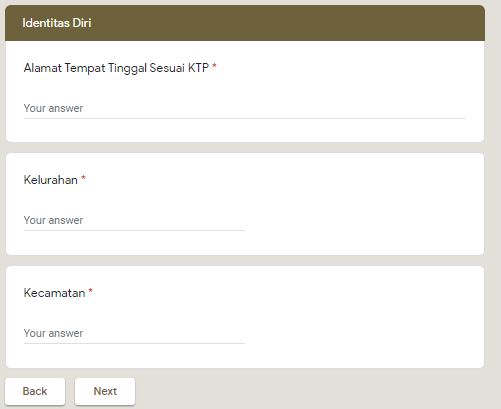 Identitas Diri
Alamat Tempat Tinggal Sesuai KTP *
Your answer
Kelurahan *
Your answer
Kecamatan *
Your answer
Back Next